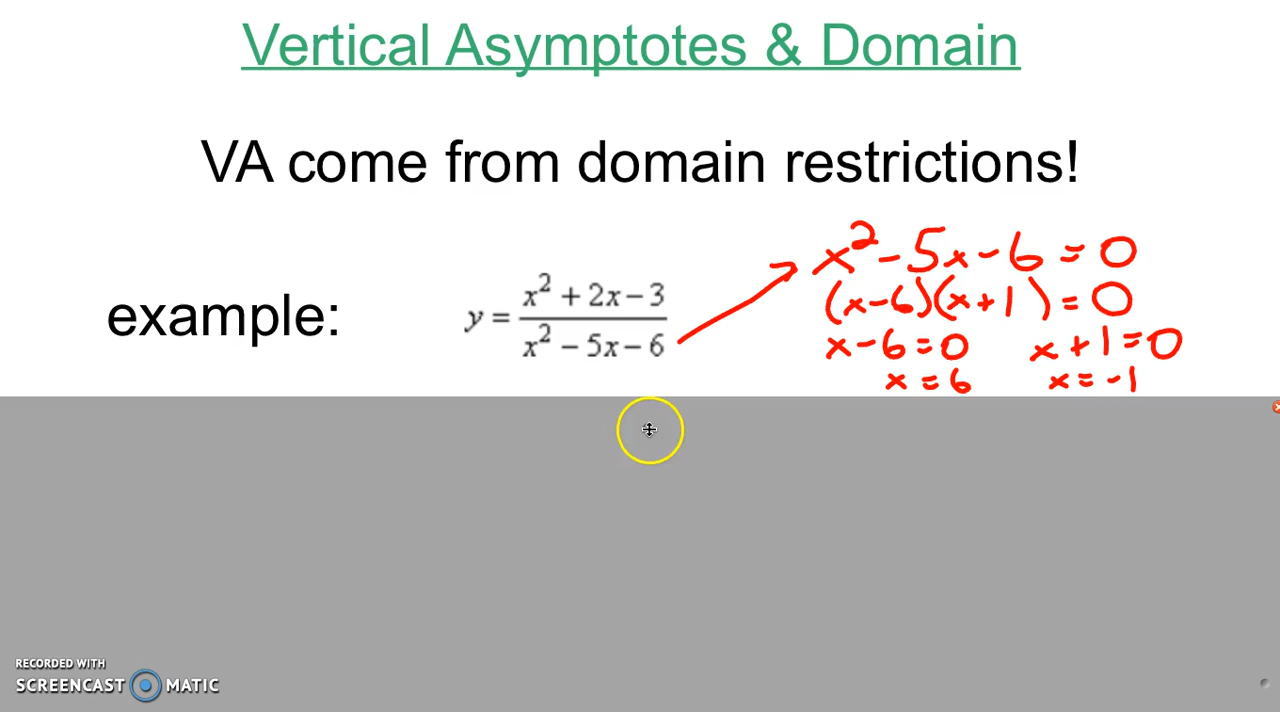 Vertical Asymptotes & Domain
VA come from domain restrictions!
x² - 5x - 6 = 0
(x - 6)(x + 1) = 0
example:
y = (x² + 2x - 3) / (x² - 5x - 6)
x - 6 = 0 x + 1 = 0
x = 6 x = -1
RECORDED WITH
SCREENCAST MATIC